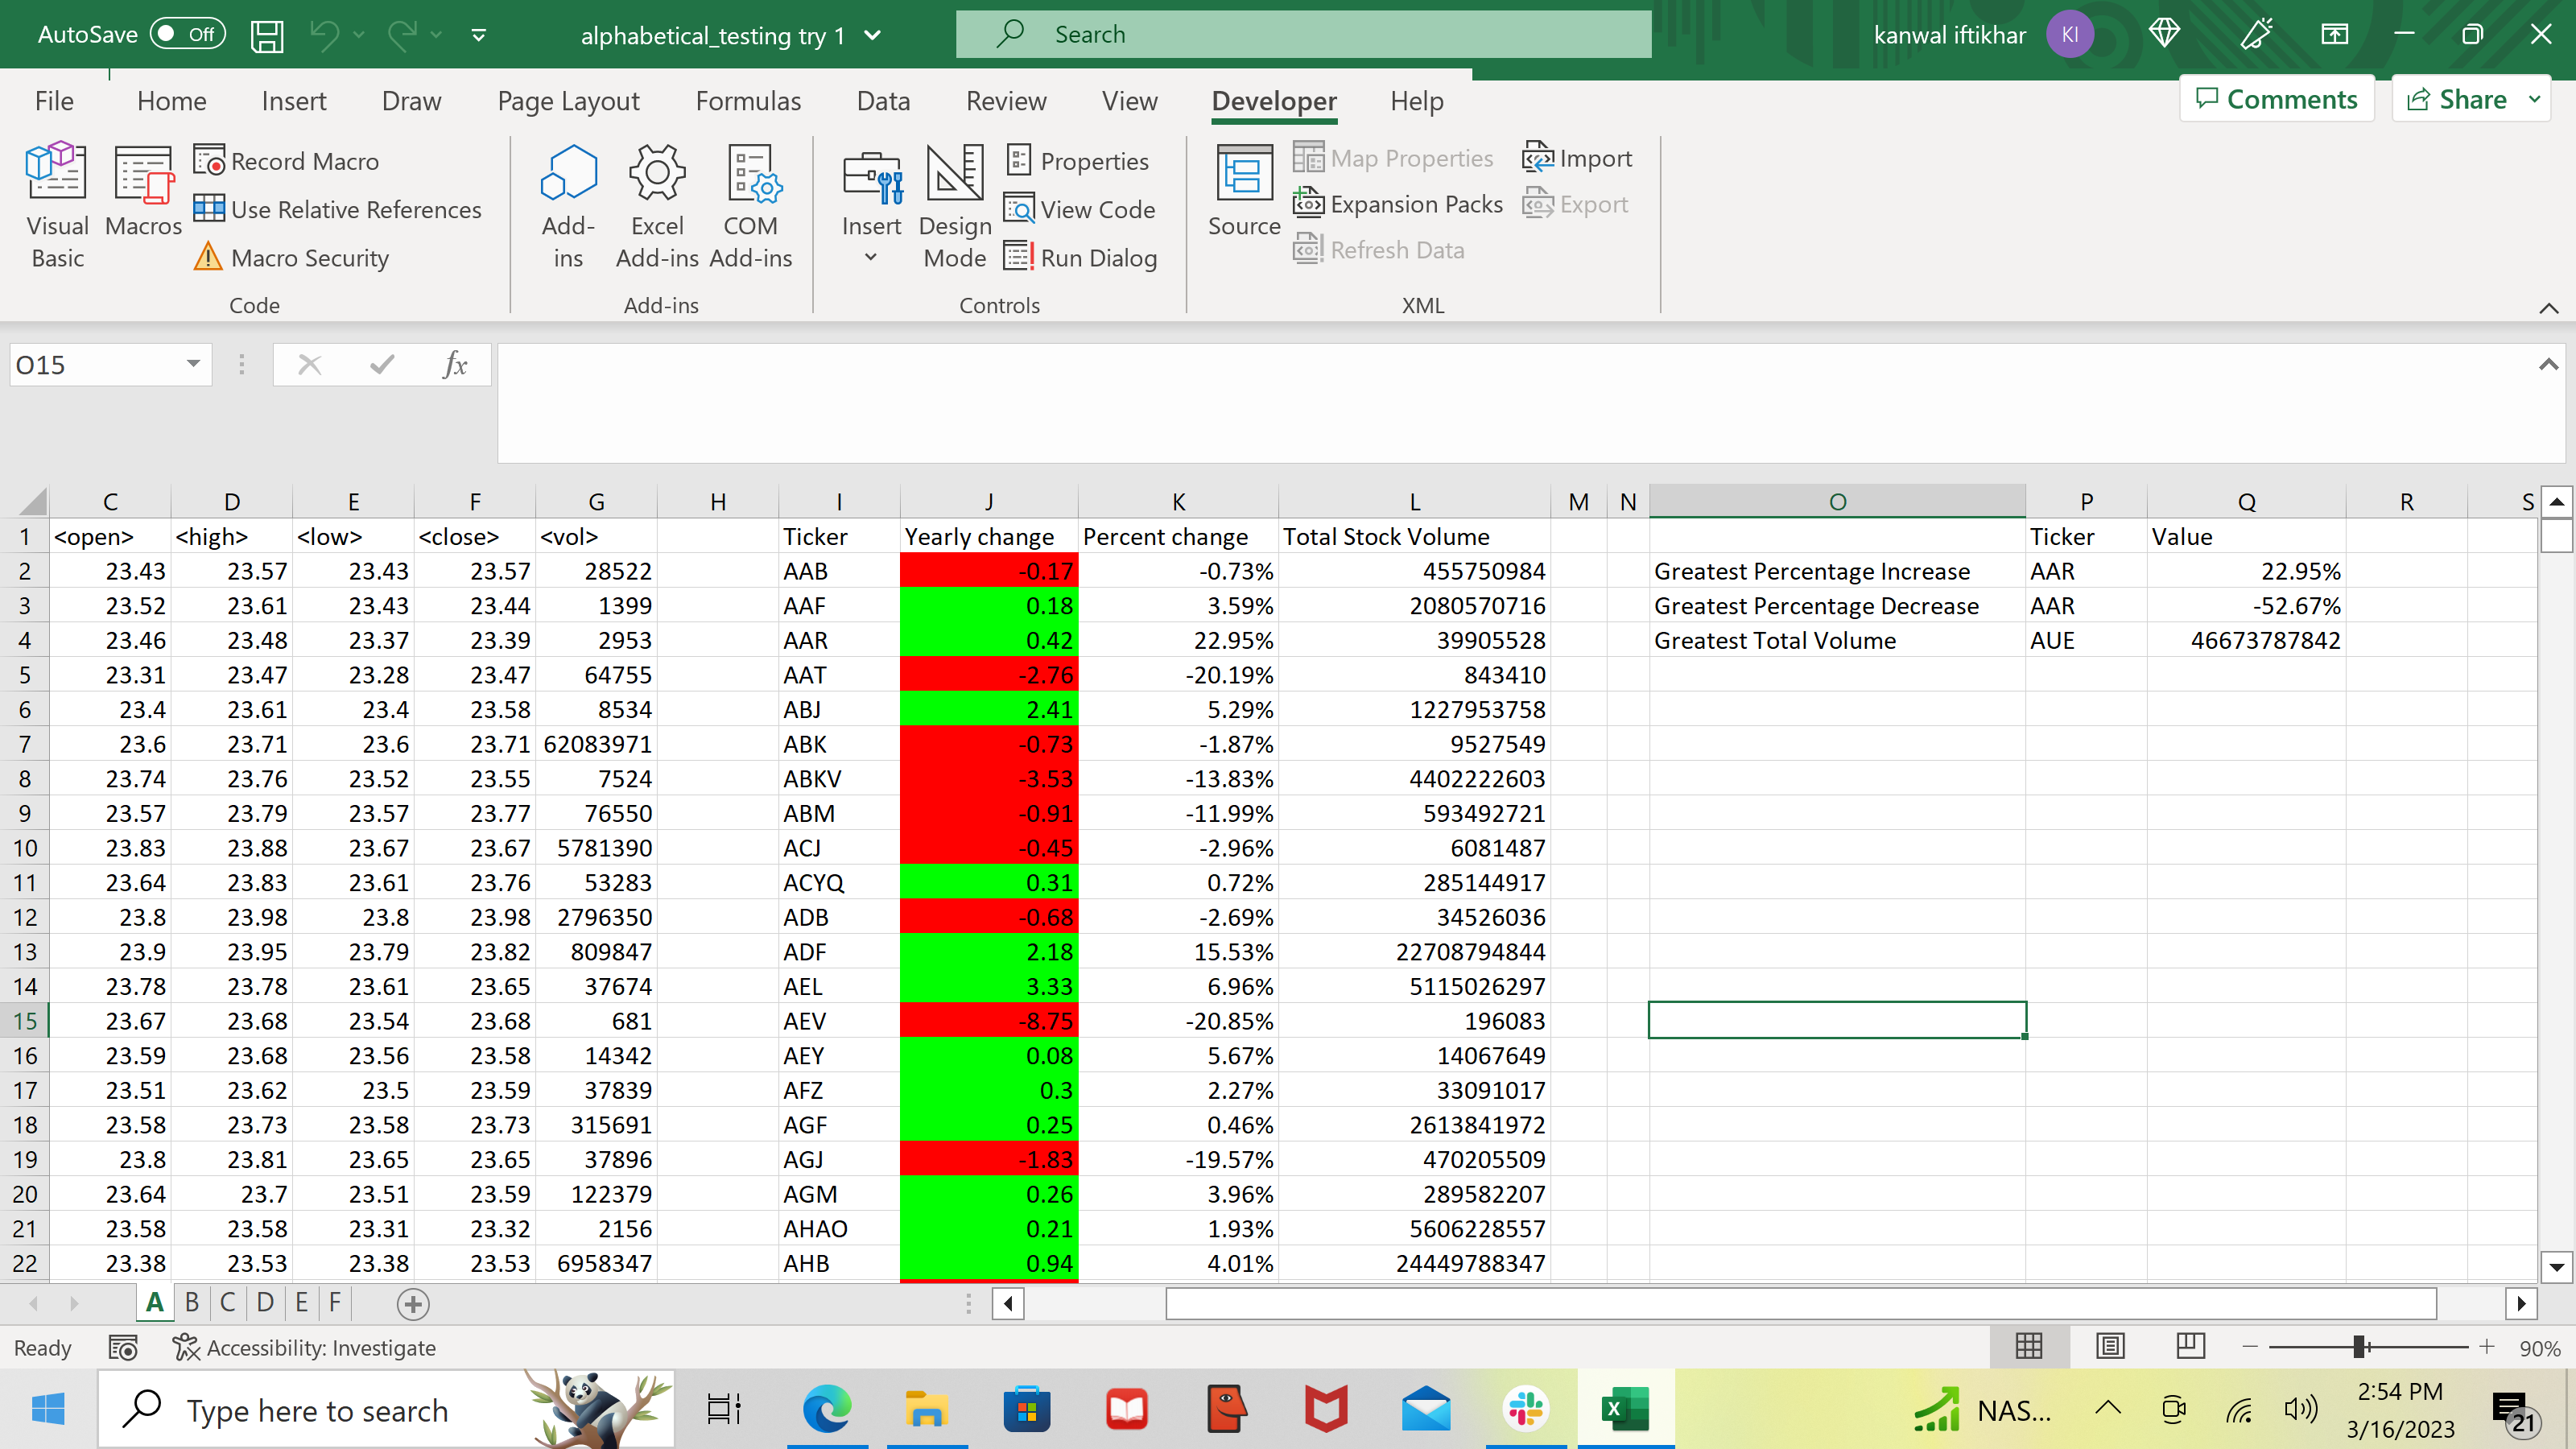 AutoSave Off alphabetical_testing try 1 Search kanwal iftikhar KI
File Home Insert Draw Page Layout Formulas Data Review View Developer Help Comments Share
Visual Basic
Macros
Record Macro
Use Relative References
Macro Security
Code
Add-ins
Excel Add-ins
COM Add-ins
Add-ins
Insert
Design Mode
Properties
View Code
Run Dialog
Controls
Source
Map Properties
Expansion Packs
Refresh Data
Import
Export
XML
O15 fx
C D E F G H I J K L M N O P Q R S
1 <open> <high> <low> <close> <vol> Ticker Yearly change Percent change Total Stock Volume Ticker Value
2 23.43 23.57 23.43 23.57 28522 AAB -0.17 -0.73% 455750984 Greatest Percentage Increase AAR 22.95%
3 23.52 23.61 23.43 23.44 1399 AAF 0.18 3.59% 2080570716 Greatest Percentage Decrease AAR -52.67%
4 23.46 23.48 23.37 23.39 2953 AAR 0.42 22.95% 39905528 Greatest Total Volume AUE 46673787842
5 23.31 23.47 23.28 23.47 64755 AAT -2.76 -20.19% 843410
6 23.4 23.61 23.4 23.58 8534 ABJ 2.41 5.29% 1227953758
7 23.6 23.71 23.6 23.71 62083971 ABK -0.73 -1.87% 9527549
8 23.74 23.76 23.52 23.55 7524 ABKV -3.53 -13.83% 4402222603
9 23.57 23.79 23.57 23.77 76550 ABM -0.91 -11.99% 593492721
10 23.83 23.88 23.67 23.67 5781390 ACJ -0.45 -2.96% 6081487
11 23.64 23.83 23.61 23.76 53283 ACYQ 0.31 0.72% 285144917
12 23.8 23.98 23.8 23.98 2796350 ADB -0.68 -2.69% 34526036
13 23.9 23.95 23.79 23.82 809847 ADF 2.18 15.53% 22708794844
14 23.78 23.78 23.61 23.65 37674 AEL 3.33 6.96% 5115026297
15 23.67 23.68 23.54 23.68 681 AEV -8.75 -20.85% 196083
16 23.59 23.68 23.56 23.58 14342 AEY 0.08 5.67% 14067649
17 23.51 23.62 23.5 23.59 37839 AFZ 0.3 2.27% 33091017
18 23.58 23.73 23.58 23.73 315691 AGF 0.25 0.46% 2613841972
19 23.8 23.81 23.65 23.65 37896 AGJ -1.83 -19.57% 470205509
20 23.64 23.7 23.51 23.59 122379 AGM 0.26 3.96% 289582207
21 23.58 23.58 23.31 23.32 2156 AHAO 0.21 1.93% 5606228557
22 23.38 23.53 23.38 23.53 6958347 AHB 0.94 4.01% 24449788347
A B C D E F
Ready Accessibility: Investigate 90%
Type here to search NAS... 2:54 PM
3/16/2023 21